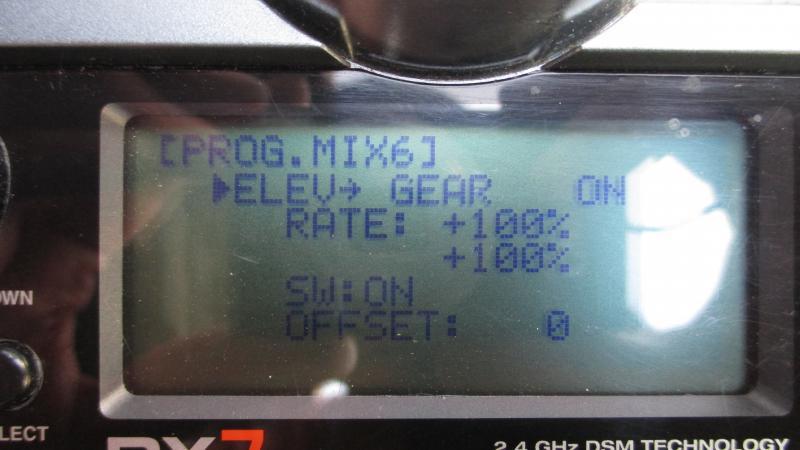 [PROG.MIX6]
▶ELEV→ GEAR ON
RATE: +100%
+100%
SW:ON
OFFSET: 0
OWN
LECT
DX7
2.4 GHz DSM TECHNOLOGY